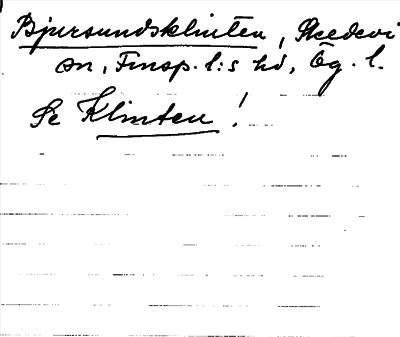 Bjursundsklinten, Skedevi
sn, Finsp. l:s hd, Ög. l.
Se Klinten!